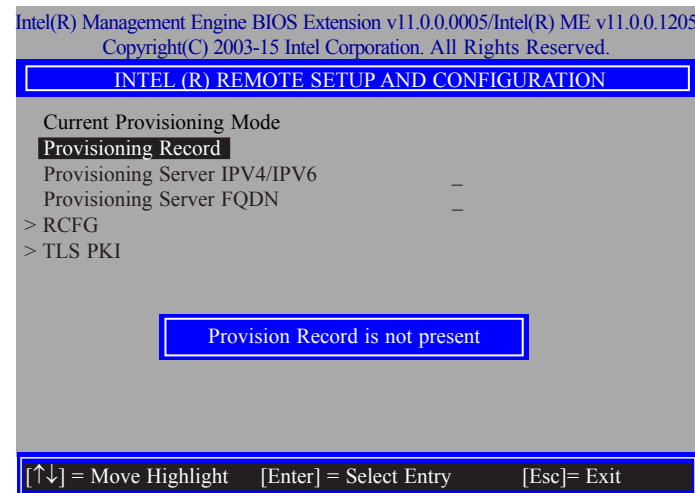 Intel(R) Management Engine BIOS Extension v11.0.0.0005/Intel(R) ME v11.0.0.1205
Copyright(C) 2003-15 Intel Corporation. All Rights Reserved.
INTEL (R) REMOTE SETUP AND CONFIGURATION
Current Provisioning Mode
Provisioning Record
Provisioning Server IPV4/IPV6 _
Provisioning Server FQDN _
> RCFG
> TLS PKI
Provision Record is not present
[↑↓] = Move Highlight [Enter] = Select Entry [Esc]= Exit